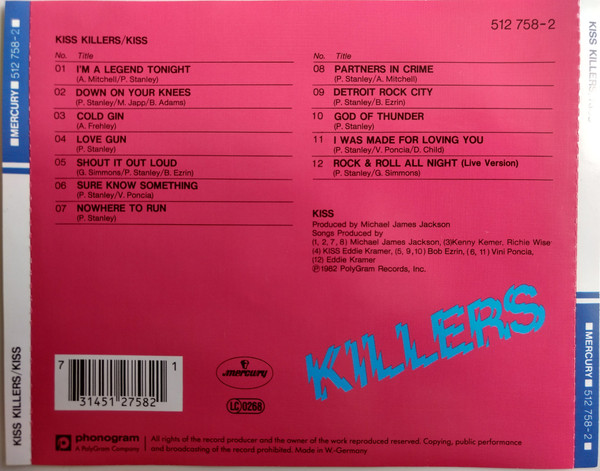 512 758-2
KISS KILLERS/KISS
No. Title
01 I'M A LEGEND TONIGHT
(A. Mitchell/P. Stanley)
02 DOWN ON YOUR KNEES
(P. Stanley/M. Japp/B. Adams)
03 COLD GIN
(A. Frehley)
04 LOVE GUN
(P. Stanley)
05 SHOUT IT OUT LOUD
(G. Simmons/P. Stanley/B. Ezrin)
06 SURE KNOW SOMETHING
(P. Stanley/V. Poncia)
07 NOWHERE TO RUN
(P. Stanley)
No. Title
08 PARTNERS IN CRIME
(P. Stanley/A. Mitchell)
09 DETROIT ROCK CITY
(P. Stanley/B. Ezrin)
10 GOD OF THUNDER
(P. Stanley)
11 I WAS MADE FOR LOVING YOU
(P. Stanley/V. Poncia/D. Child)
12 ROCK & ROLL ALL NIGHT (Live Version)
(P. Stanley/G. Simmons)
KISS
Produced by Michael James Jackson
Songs Produced by
(1, 2, 7, 8) Michael James Jackson, (3)Kenny Kerner, Richie Wise
(4) KISS Eddie Kramer, (5, 9, 10) Bob Ezrin, (6, 11) Vini Poncia,
(12) Eddie Kramer
℗1982 PolyGram Records, Inc.
KILLERS
7 31451 27582 1
mercury
LC 0268
phonogram
A PolyGram Company
All rights of the record producer and the owner of the work reproduced reserved. Copying, public performance
and broadcasting of the record prohibited. Made in W.-Germany
KISS KILLERS/KISS
MERCURY 512 758-2
KISS KILLERS/KISS
MERCURY 512 758-2